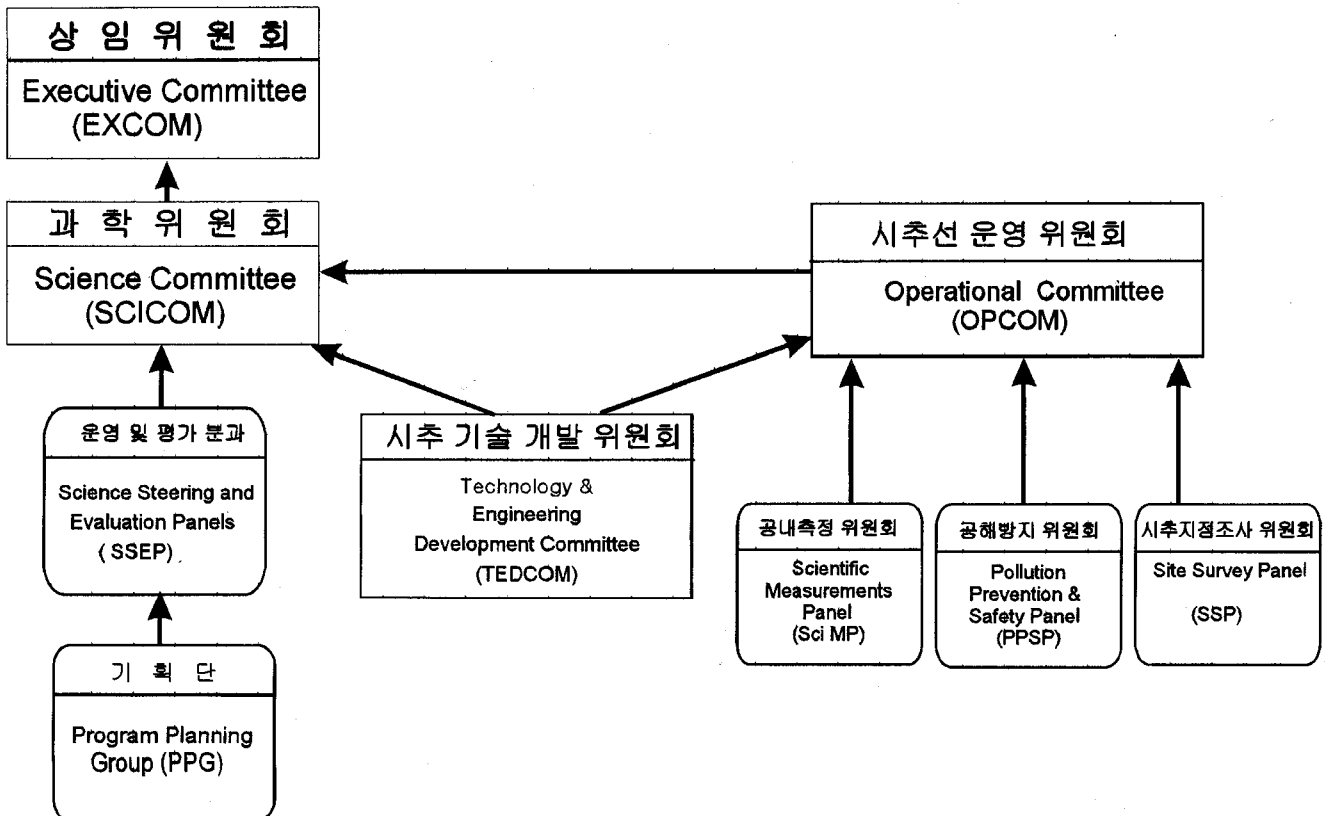 상 임 위 원 회
Executive Committee
(EXCOM)
과 학 위 원 회
Science Committee
(SCICOM)
시추선 운영 위원회
Operational Committee
(OPCOM)
운영 및 평가 분과
Science Steering and
Evaluation Panels
( SSEP)
시추 기술 개발 위원회
Technology &
Engineering
Development Committee
(TEDCOM)
공내측정 위원회
Scientific
Measurements
Panel
(Sci MP)
공해방지 위원회
Pollution
Prevention &
Safety Panel
(PPSP)
시추지점조사 위원회
Site Survey Panel
(SSP)
기 획 단
Program Planning
Group (PPG)